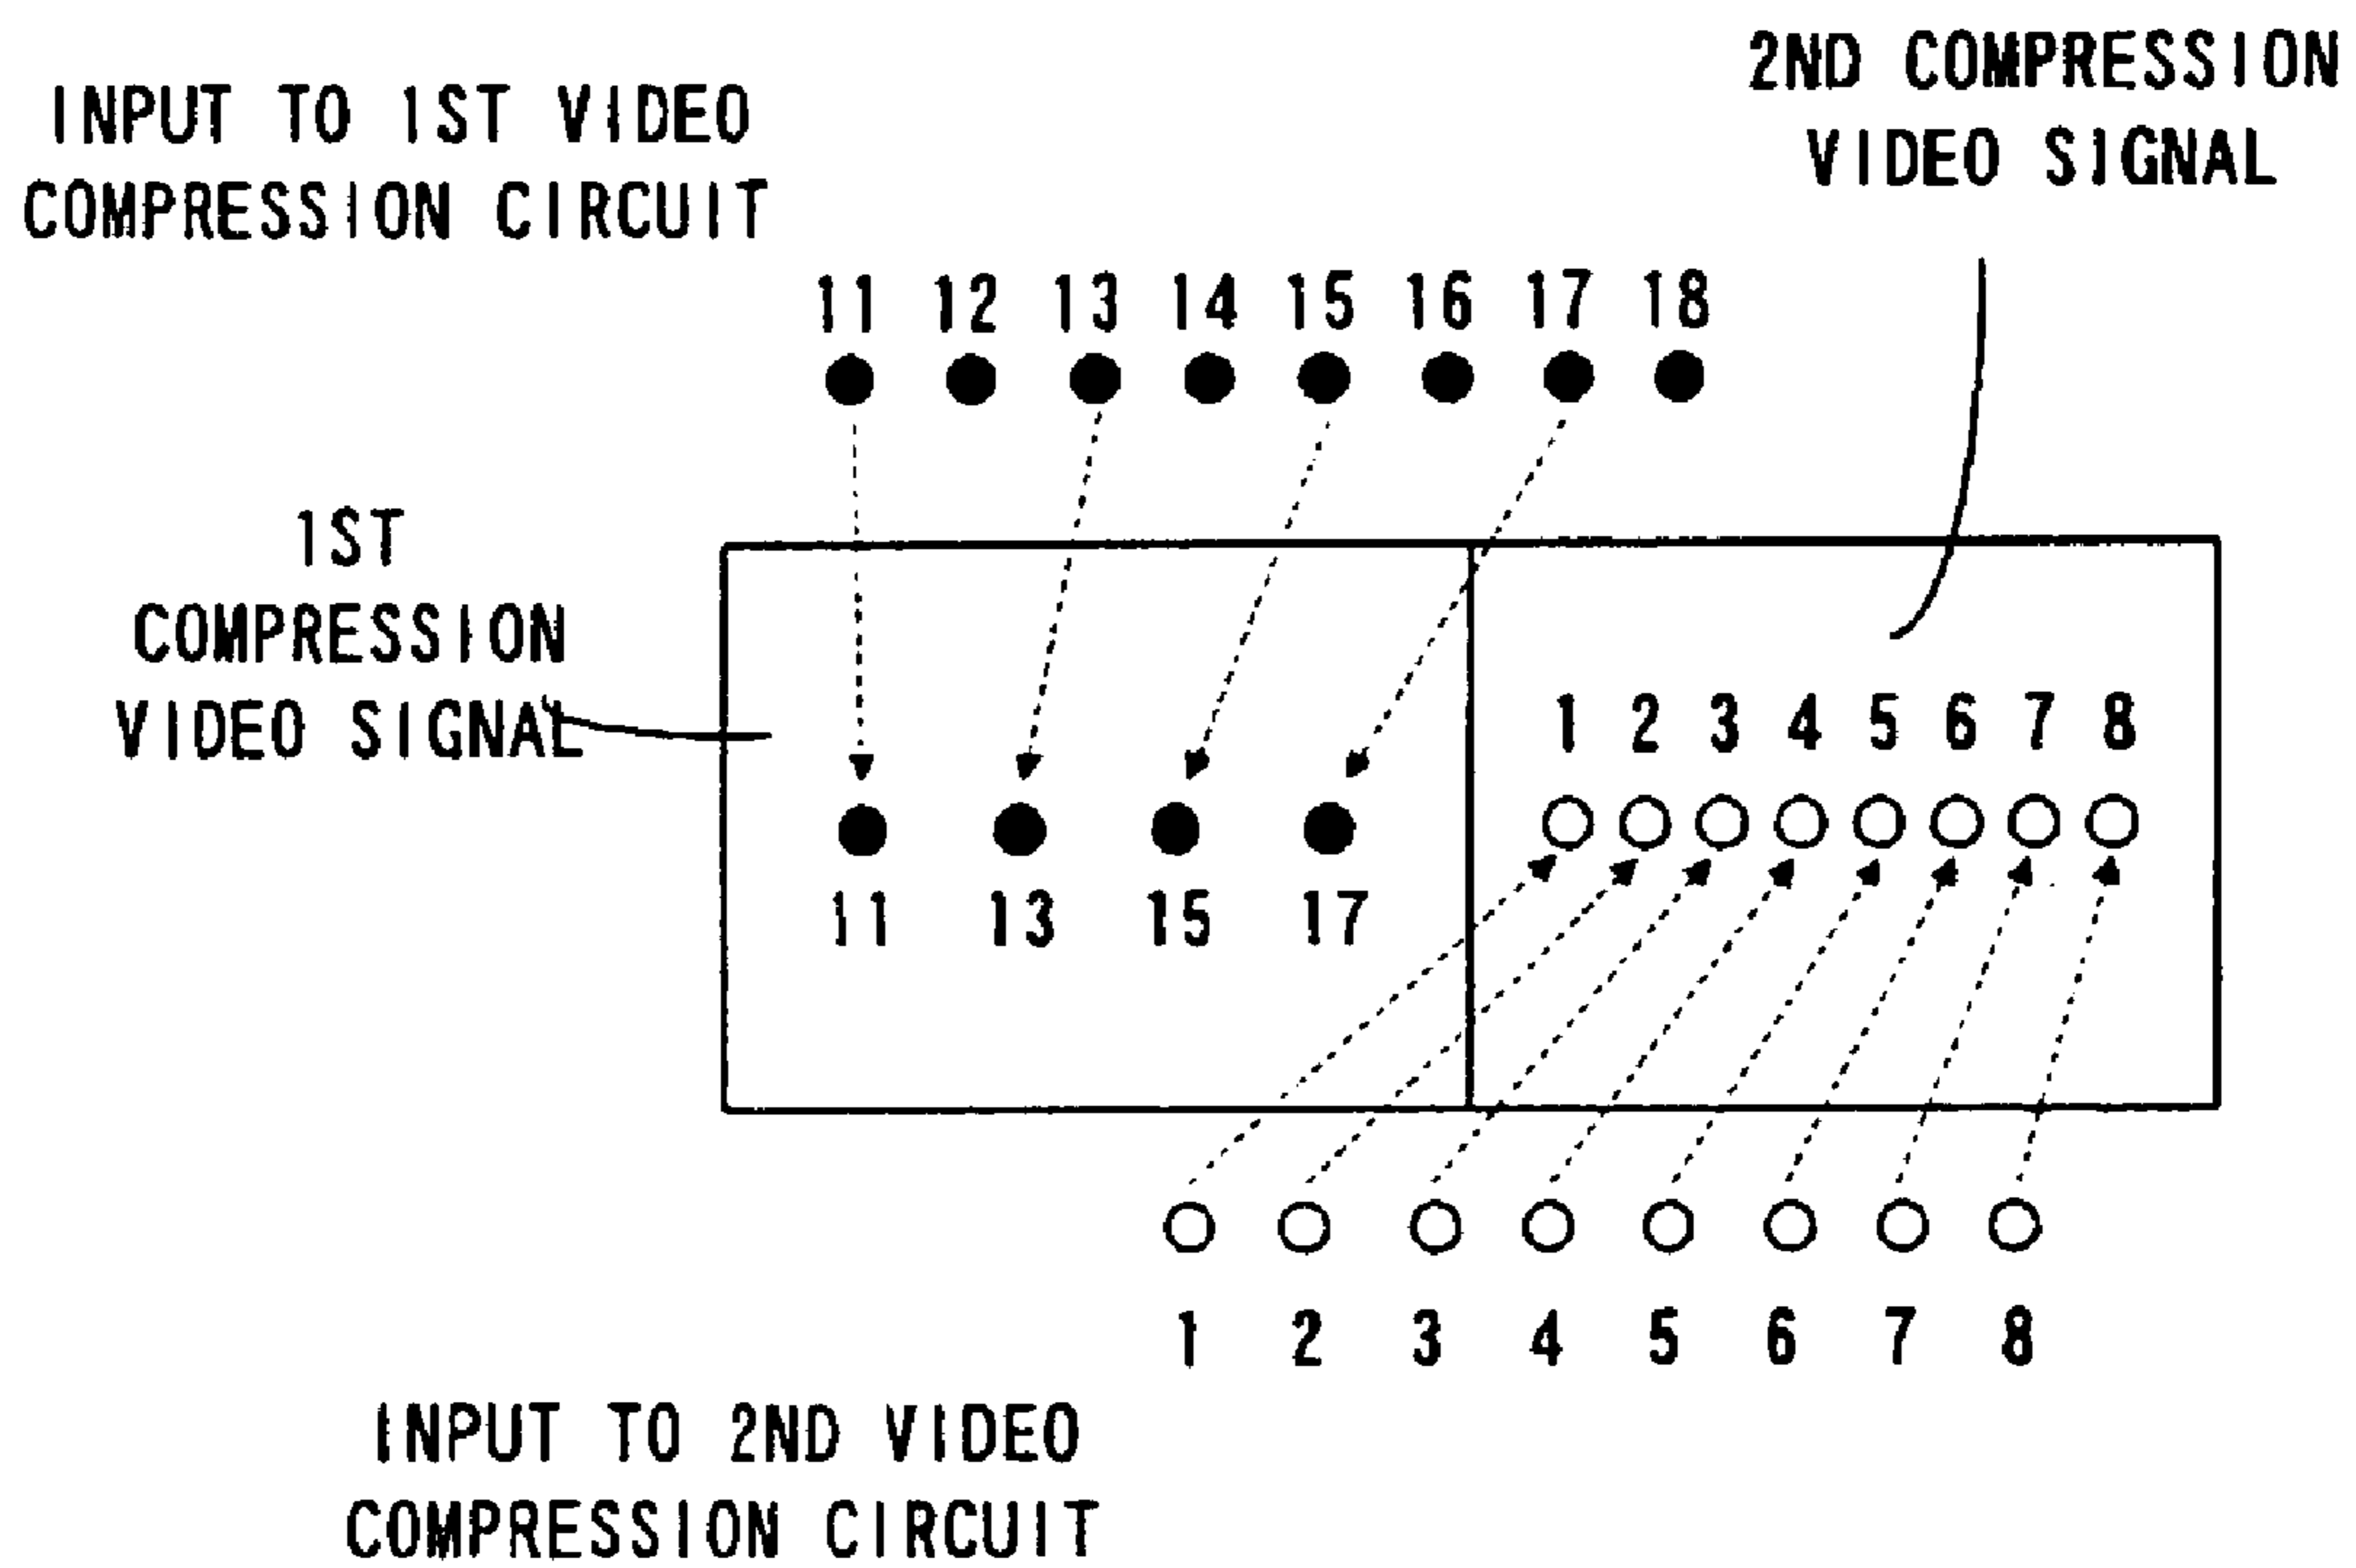 2ND COMPRESSION
VIDEO SIGNAL
INPUT TO 1ST VIDEO
COMPRESSION CIRCUIT
11 12 13 14 15 16 17 18
1ST
COMPRESSION
VIDEO SIGNAL
1 2 3 4 5 6 7 8
11 13 15 17
1 2 3 4 5 6 7 8
INPUT TO 2ND VIDEO
COMPRESSION CIRCUIT